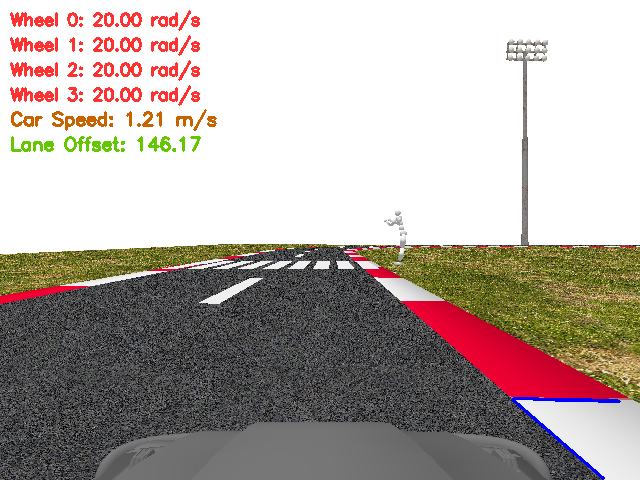 Wheel 0: 20.00 rad/s
Wheel 1: 20.00 rad/s
Wheel 2: 20.00 rad/s
Wheel 3: 20.00 rad/s
Car Speed: 1.21 m/s
Lane Offset: 146.17